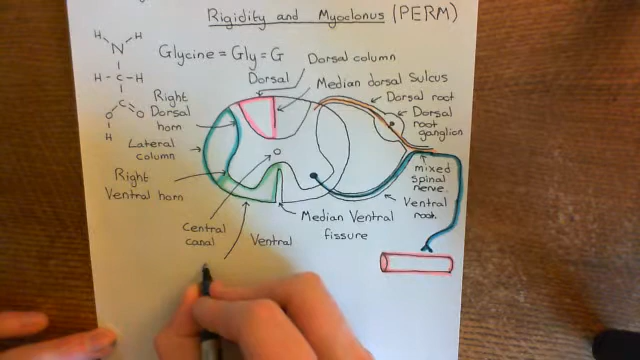 Rigidity and Myoclonus (PERM)
Glycine = Gly = G
H H
N
H-C-H
C
O O
H
Dorsal column
Dorsal
Median dorsal Sulcus
Right
Dorsal
horn
Dorsal root
Dorsal
root
ganglion
Lateral
column
Right
Ventral horn
mixed
spinal
nerve.
Ventral
root.
Central
canal
Ventral
Median Ventral
fissure